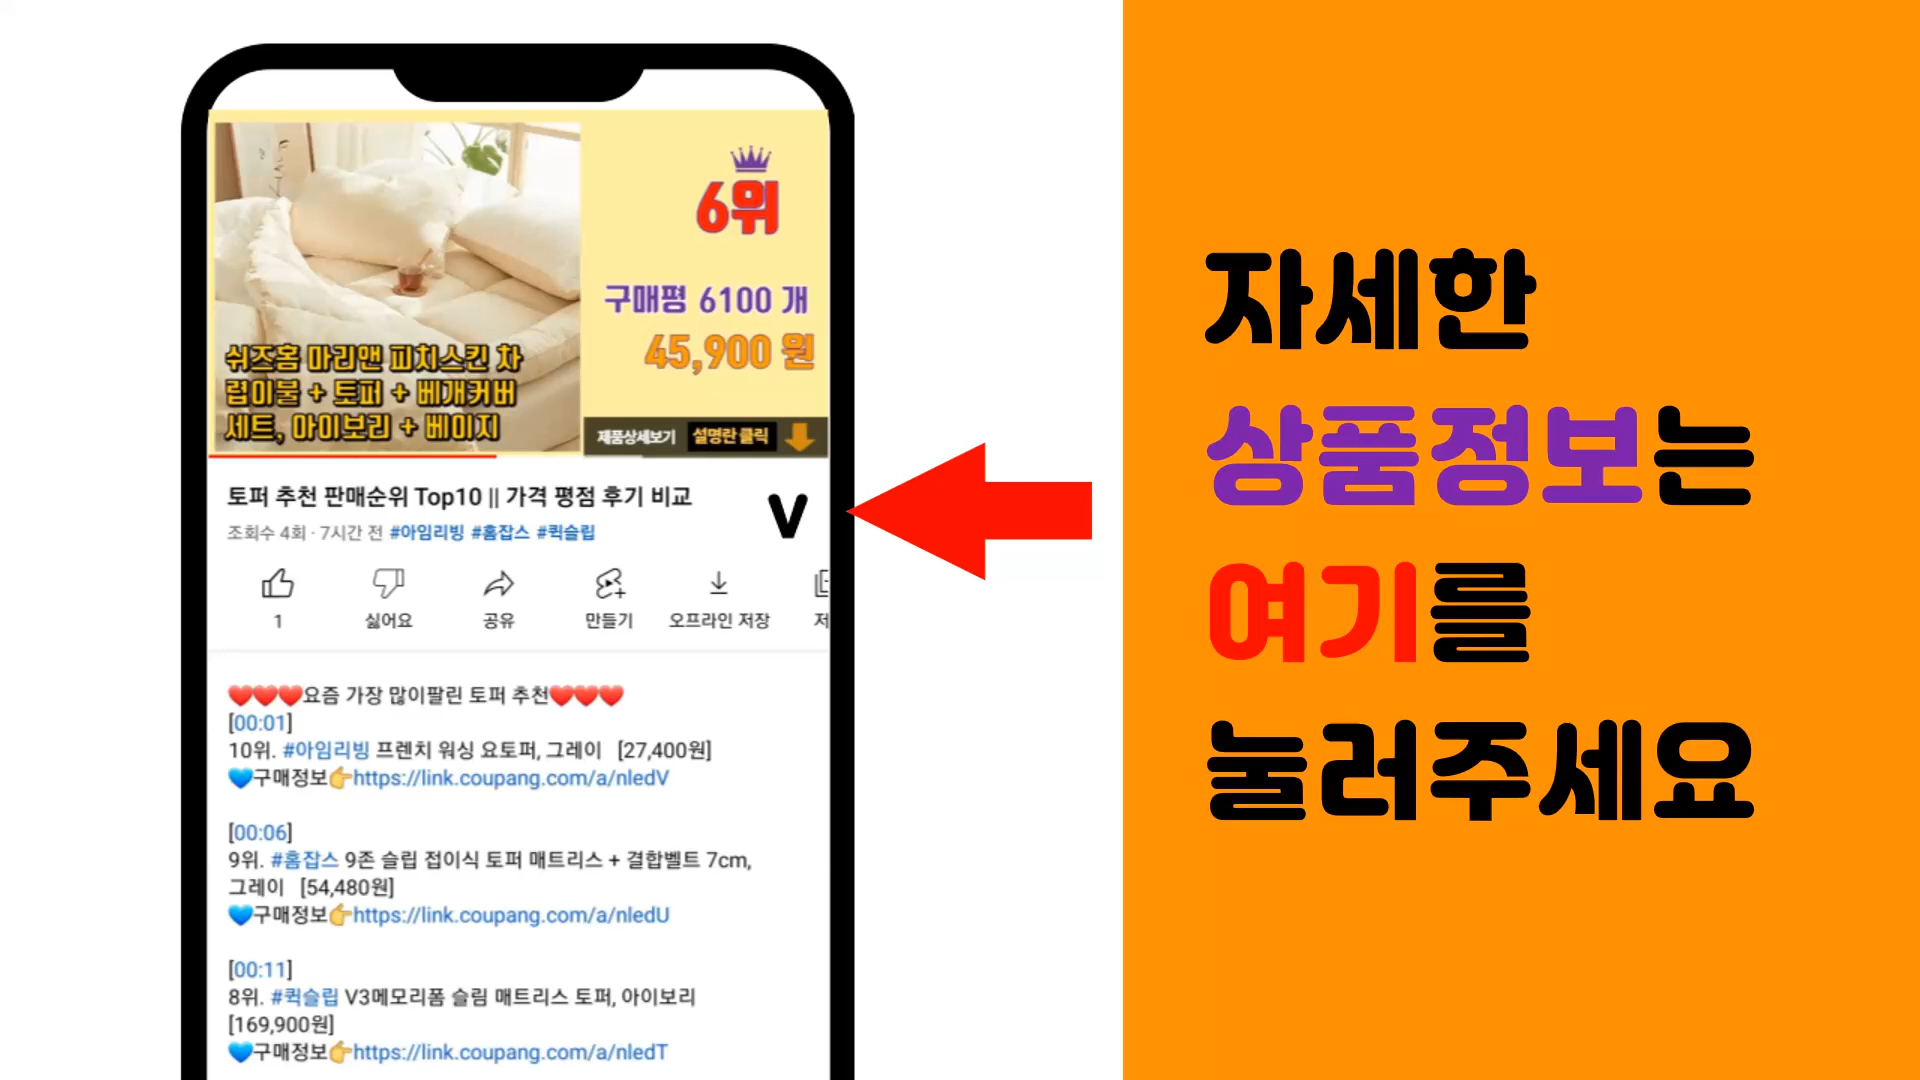 6위
구매평 6100 개
45,900 원
쉬즈홈 마리앤 피치스킨 차
렵이불 + 토퍼 + 베개커버
세트, 아이보리 + 베이지
제품상세보기 설명란 클릭
토퍼 추천 판매순위 Top10 || 가격 평점 후기 비교
V
조회수 4회 · 7시간 전 #아임리빙 #홈잡스 #퀵슬립
1 싫어요 공유 만들기 오프라인 저장 저
❤️❤️❤️요즘 가장 많이팔린 토퍼 추천❤️❤️❤️
[00:01]
10위. #아임리빙 프렌치 워싱 요토퍼, 그레이 [27,400원]
💙구매정보👉https://link.coupang.com/a/nledV
[00:06]
9위. #홈잡스 9존 슬립 접이식 토퍼 매트리스 + 결합벨트 7cm,
그레이 [54,480원]
💙구매정보👉https://link.coupang.com/a/nledU
[00:11]
8위. #퀵슬립 V3메모리폼 슬림 매트리스 토퍼, 아이보리
[169,900원]
💙구매정보👉https://link.coupang.com/a/nledT
자세한
상품정보는
여기를
눌러주세요